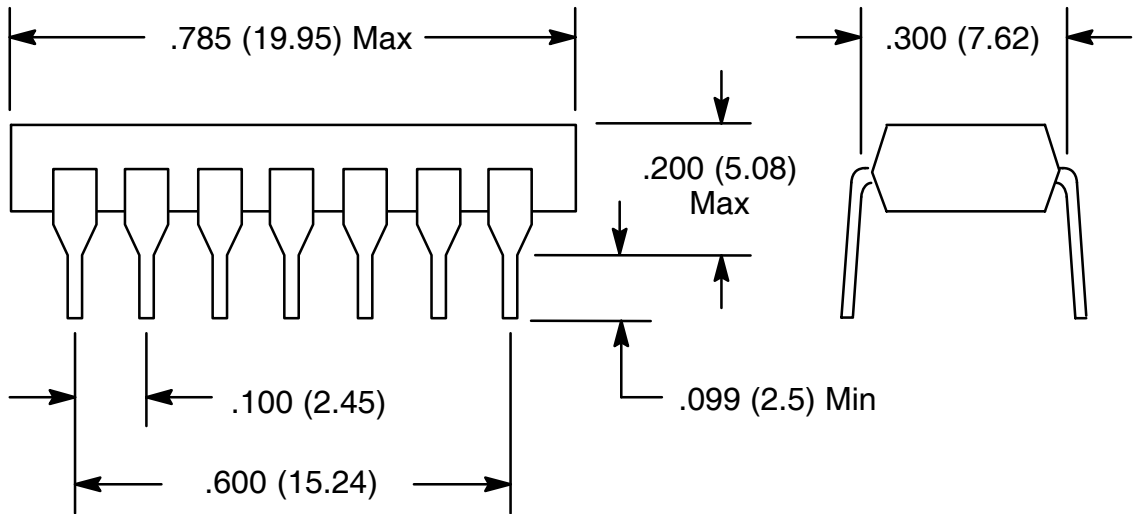 .785 (19.95) Max
.300 (7.62)
.200 (5.08)
Max
.100 (2.45)
.099 (2.5) Min
.600 (15.24)